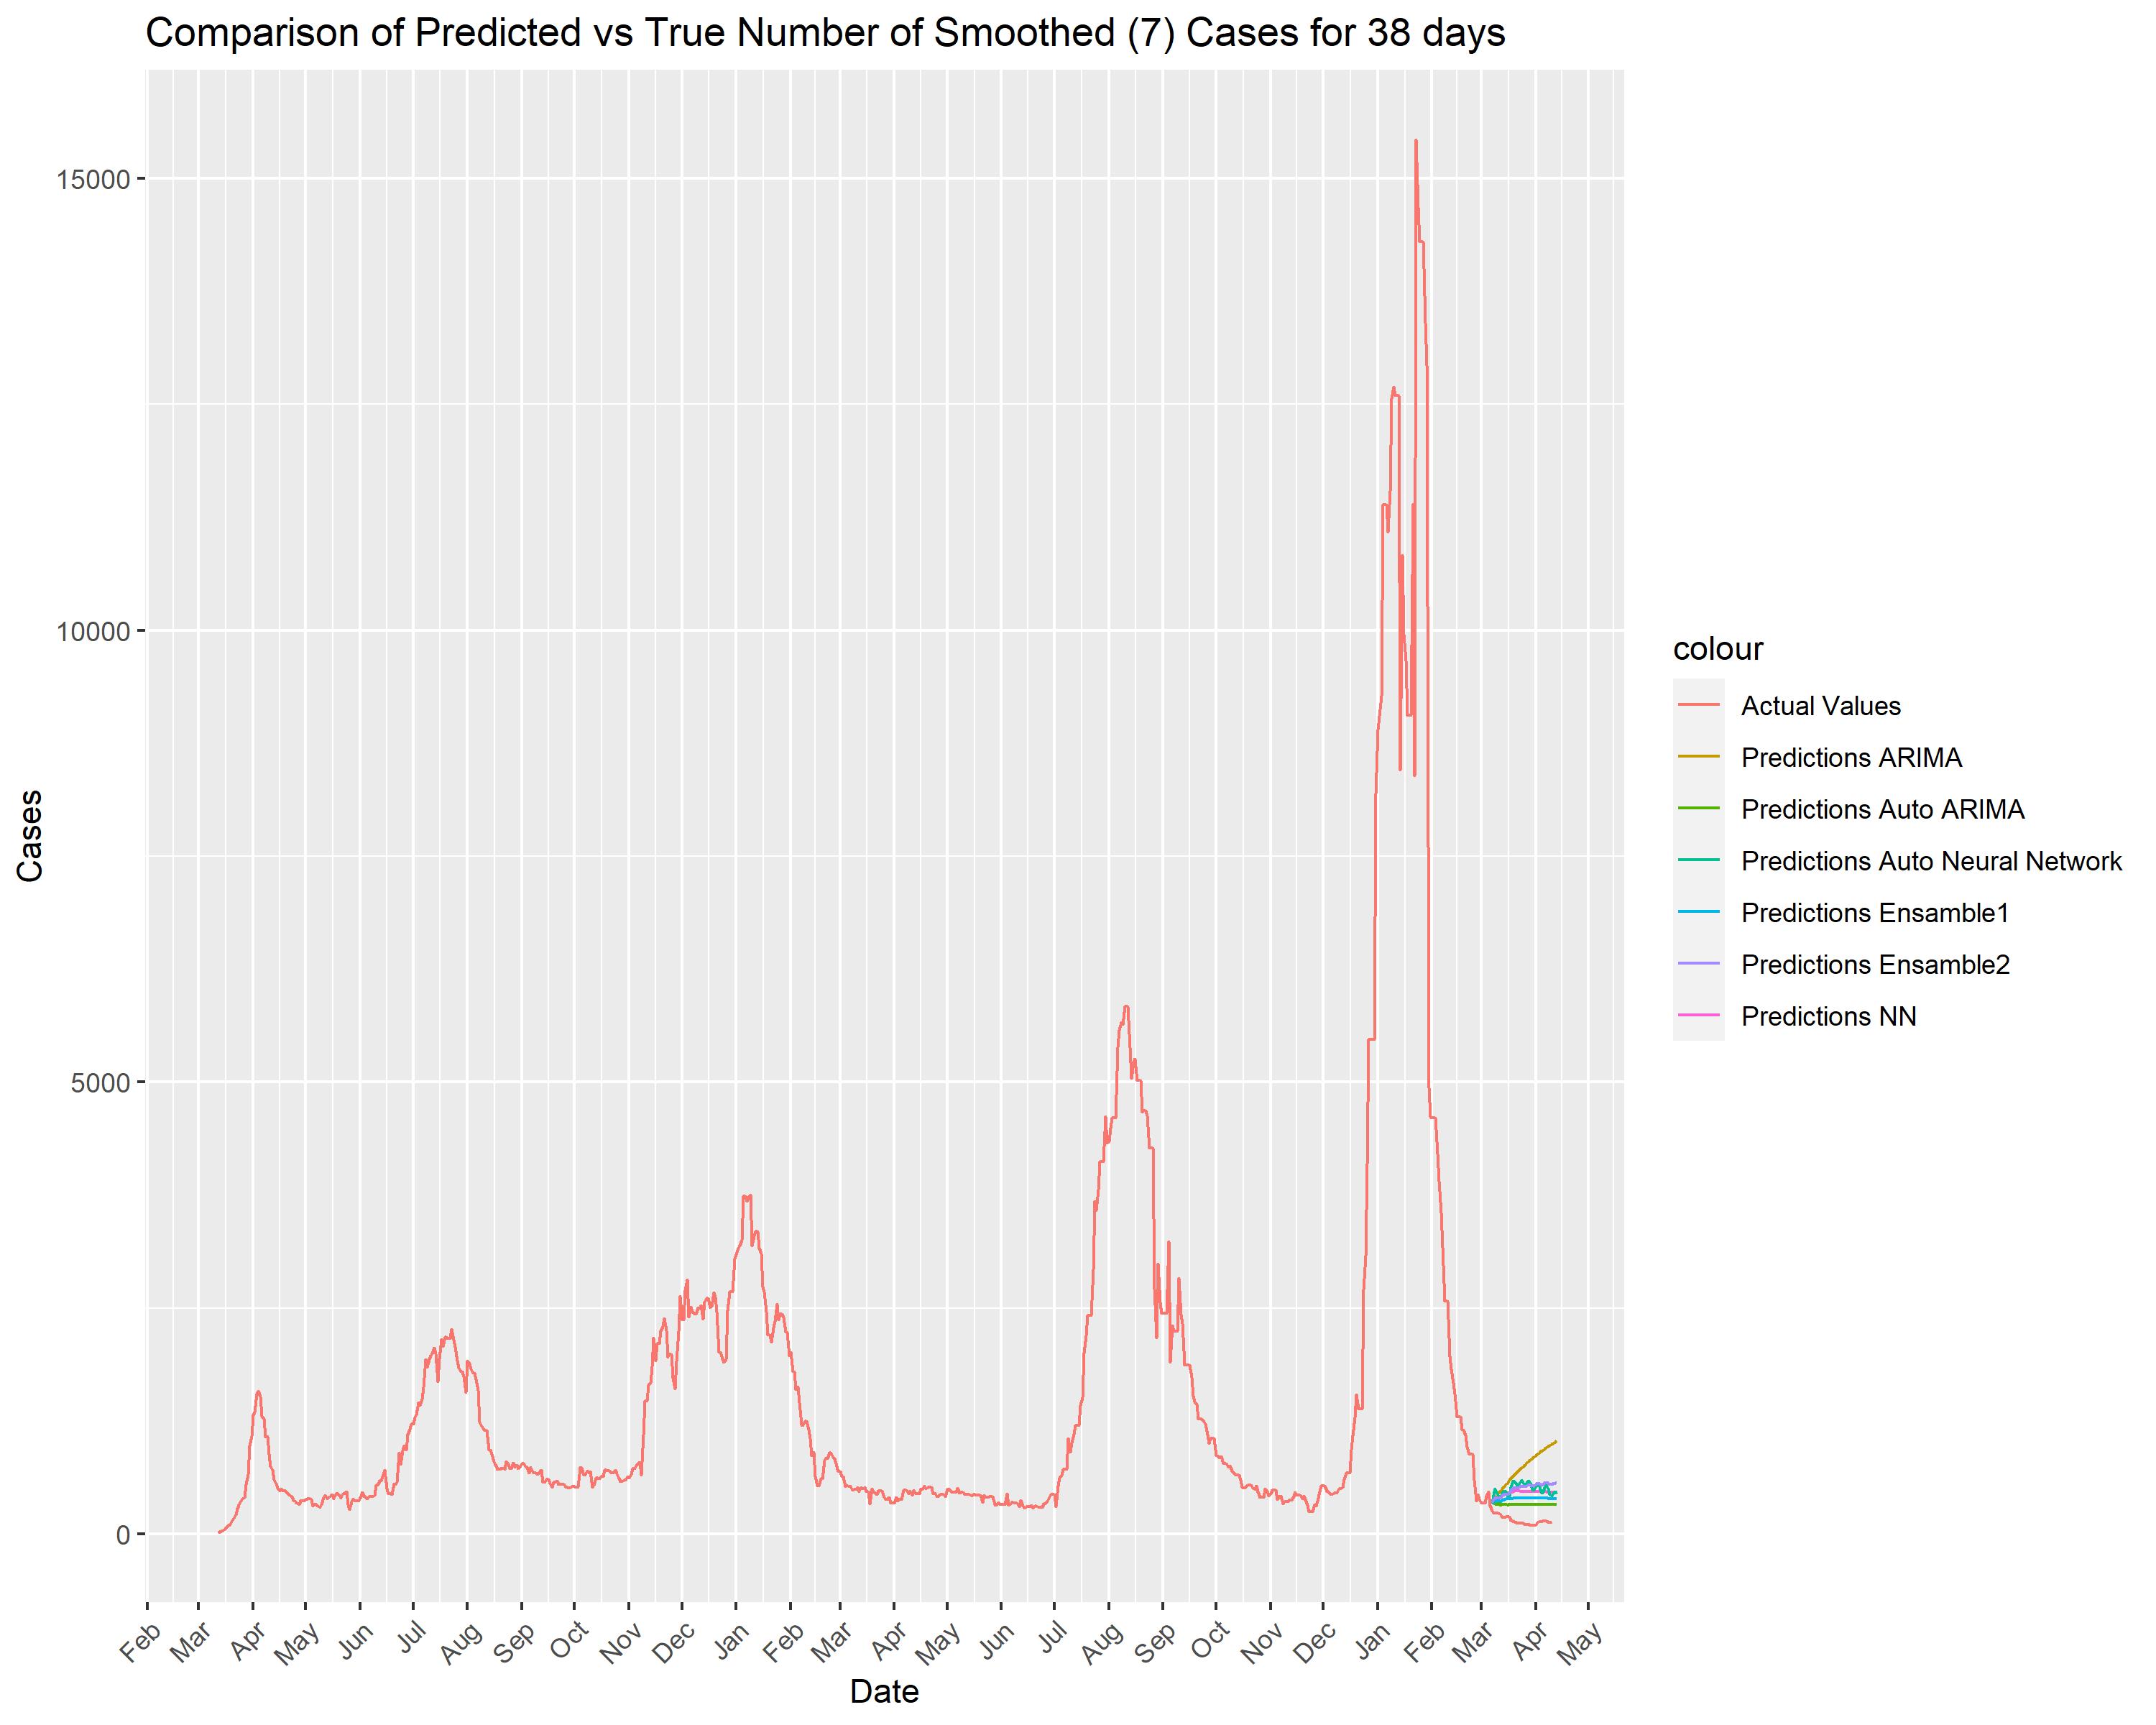 Comparison of Predicted vs True Number of Smoothed (7) Cases for 38 days
15000
10000
5000
0
Cases
Feb
Mar
Apr
May
Jun
Jul
Aug
Sep
Oct
Nov
Dec
Jan
Feb
Mar
Apr
May
Jun
Jul
Aug
Sep
Oct
Nov
Dec
Jan
Feb
Mar
Apr
May
Date
colour
Actual Values
Predictions ARIMA
Predictions Auto ARIMA
Predictions Auto Neural Network
Predictions Ensamble1
Predictions Ensamble2
Predictions NN